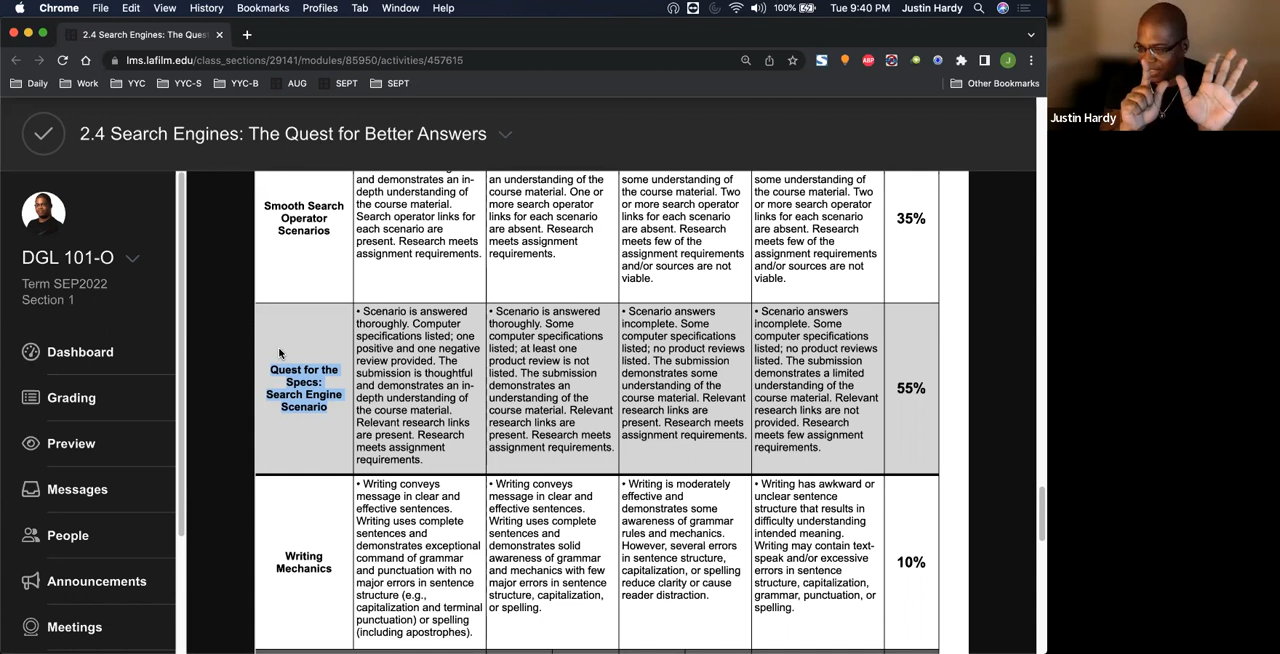 Chrome File Edit View History Bookmarks Profiles Tab Window Help
100% Tue 9:40 PM Justin Hardy
2.4 Search Engines: The Quest
lms.lafilm.edu/class_sections/29141/modules/85950/activities/457615
ABP
J
Daily Work YYC YYC-S YYC-B AUG SEPT SEPT Other Bookmarks
Justin Hardy
2.4 Search Engines: The Quest for Better Answers
DGL 101-O
Term SEP2022
Section 1
Dashboard
Grading
Preview
Messages
People
Announcements
Meetings
Smooth Search
Operator
Scenarios
and demonstrates an in-
depth understanding of
the course material.
Search operator links for
each scenario are
present. Research meets
assignment requirements.
an understanding of the
course material. One or
more search operator
links for each scenario
are absent. Research
meets assignment
requirements.
some understanding of
the course material. Two
or more search operator
links for each scenario
are absent. Research
meets few of the
assignment requirements
and/or sources are not
viable.
some understanding of
the course material. Two
or more search operator
links for each scenario
are absent. Research
meets few of the
assignment requirements
and/or sources are not
viable.
35%
Quest for the
Specs:
Search Engine
Scenario
• Scenario is answered
thoroughly. Computer
specifications listed; one
positive and one negative
review provided. The
submission is thoughtful
and demonstrates an in-
depth understanding of
the course material.
Relevant research links
are present. Research
meets assignment
requirements.
• Scenario is answered
thoroughly. Some
computer specifications
listed; at least one
product review is not
listed. The submission
demonstrates an
understanding of the
course material. Relevant
research links are
present. Research meets
assignment requirements.
• Scenario answers
incomplete. Some
computer specifications
listed; no product reviews
listed. The submission
demonstrates some
understanding of the
course material. Relevant
research links are
present. Research meets
assignment requirements.
• Scenario answers
incomplete. Some
computer specifications
listed; no product reviews
listed. The submission
demonstrates a limited
understanding of the
course material. Relevant
research links are not
provided. Research
meets few assignment
requirements.
55%
Writing
Mechanics
• Writing conveys
message in clear and
effective sentences.
Writing uses complete
sentences and
demonstrates exceptional
command of grammar
and punctuation with no
major errors in sentence
structure (e.g.,
capitalization and terminal
punctuation) or spelling
(including apostrophes).
• Writing conveys
message in clear and
effective sentences.
Writing uses complete
sentences and
demonstrates solid
awareness of grammar
and mechanics with few
major errors in sentence
structure, capitalization,
or spelling.
• Writing is moderately
effective and
demonstrates some
awareness of grammar
rules and mechanics.
However, several errors
in sentence structure,
capitalization, or spelling
reduce clarity or cause
reader distraction.
• Writing has awkward or
unclear sentence
structure that results in
difficulty understanding
intended meaning.
Writing may contain text-
speak and/or excessive
errors in sentence
structure, capitalization,
grammar, punctuation, or
spelling.
10%